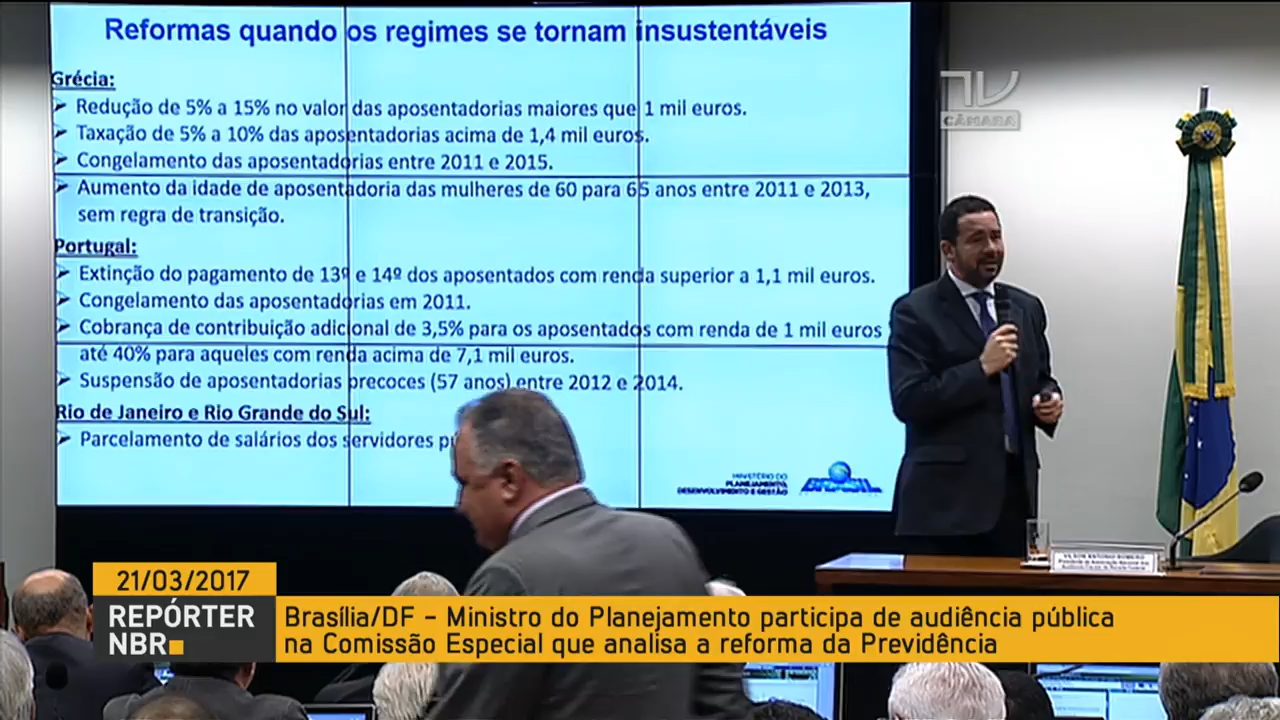 Reformas quando os regimes se tornam insustentáveis
Grécia:
➢ Redução de 5% a 15% no valor das aposentadorias maiores que 1 mil euros.
➢ Taxação de 5% a 10% das aposentadorias acima de 1,4 mil euros.
➢ Congelamento das aposentadorias entre 2011 e 2015.
➢ Aumento da idade de aposentadoria das mulheres de 60 para 65 anos entre 2011 e 2013,
sem regra de transição.
Portugal:
➢ Extinção do pagamento de 13º e 14º dos aposentados com renda superior a 1,1 mil euros.
➢ Congelamento das aposentadorias em 2011.
➢ Cobrança de contribuição adicional de 3,5% para os aposentados com renda de 1 mil euros
até 40% para aqueles com renda acima de 7,1 mil euros.
➢ Suspensão de aposentadorias precoces (57 anos) entre 2012 e 2014.
Rio de Janeiro e Rio Grande do Sul:
➢ Parcelamento de salários dos servidores
MINISTÉRIO DO
PLANEJAMENTO,
DESENVOLVIMENTO E GESTÃO
TV
CÂMARA
VILSON ANTONIO ROMERO
21/03/2017
REPÓRTER
NBR
Brasília/DF – Ministro do Planejamento participa de audiência pública
na Comissão Especial que analisa a reforma da Previdência